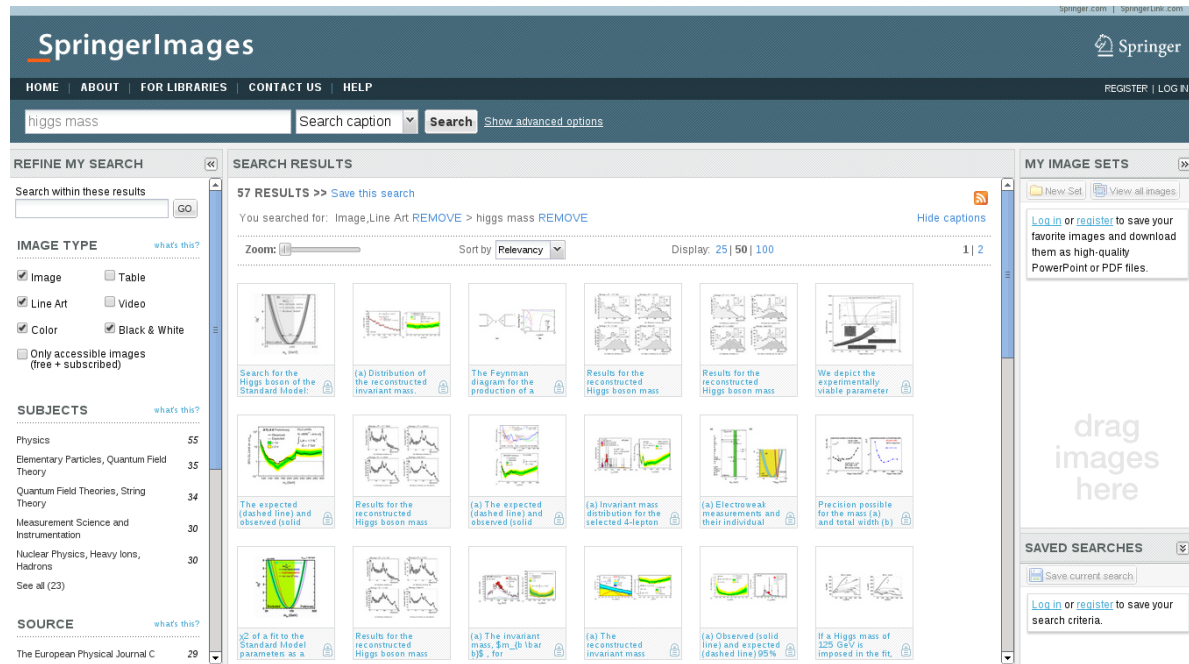 Springer.com | SpringerLink.com
SpringerImages
Springer
HOME | ABOUT | FOR LIBRARIES | CONTACT US | HELP
REGISTER | LOG IN
higgs mass
Search caption
Search
Show advanced options
REFINE MY SEARCH
Search within these results
GO
IMAGE TYPE
what's this?
Image
Table
Line Art
Video
Color
Black & White
Only accessible images
(free + subscribed)
SUBJECTS
what's this?
Physics 55
Elementary Particles, Quantum Field
Theory 35
Quantum Field Theories, String
Theory 34
Measurement Science and
Instrumentation 30
Nuclear Physics, Heavy Ions,
Hadrons 30
See all (23)
SOURCE
what's this?
The European Physical Journal C 29
SEARCH RESULTS
57 RESULTS >> Save this search
You searched for: Image,Line Art REMOVE > higgs mass REMOVE
Hide captions
Zoom:
Sort by Relevancy
Display: 25 | 50 | 100
1 | 2
Search for the
Higgs boson of the
Standard Model:
(a) Distribution of
the reconstructed
invariant mass.
The Feynman
diagram for the
production of a
Results for the
reconstructed
Higgs boson mass
Results for the
reconstructed
Higgs boson mass
We depict the
experimentally
viable parameter
The expected
(dashed line) and
observed (solid
Results for the
reconstructed
Higgs boson mass
(a) The expected
(dashed line) and
observed (solid
(a) Invariant mass
distribution for the
selected 4-lepton
(a) Electroweak
measurements and
their individual
Precision possible
for the mass (a)
and total width (b)
χ2 of a fit to the
Standard Model
parameters as a
Results for the
reconstructed
Higgs boson mass
(a) The invariant
mass, $m_{b \bar
b}$ , for
(a) The
reconstructed
invariant mass
(a) Observed (solid
line) and expected
(dashed line) 95%
If a Higgs mass of
125 GeV is
imposed in the fit,
MY IMAGE SETS
New Set
View all images
Log in or register to save your
favorite images and download
them as high-quality
PowerPoint or PDF files.
drag
images
here
SAVED SEARCHES
Save current search
Log in or register to save your
search criteria.